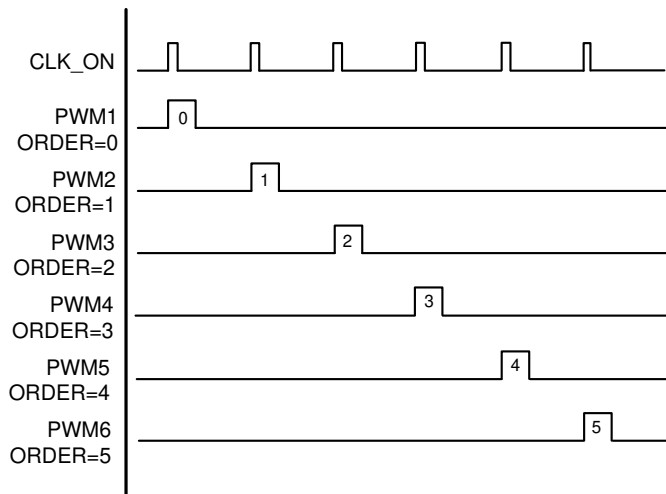 CLK_ON
PWM1
ORDER=0
0
PWM2
ORDER=1
1
PWM3
ORDER=2
2
PWM4
ORDER=3
3
PWM5
ORDER=4
4
PWM6
ORDER=5
5